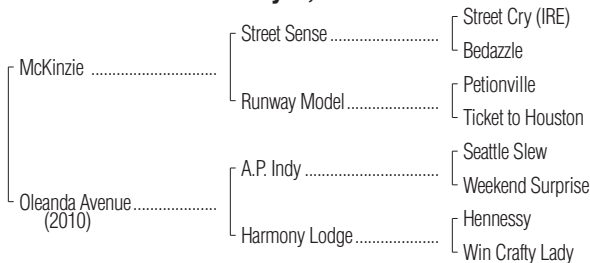 Street Cry (IRE)
Street Sense ........................
Bedazzle
McKinzie ...........................
Petionville
Runway Model....................
Ticket to Houston
Seattle Slew
A.P. Indy .............................
Weekend Surprise
Oleanda Avenue..................
(2010)
Hennessy
Harmony Lodge..................
Win Crafty Lady